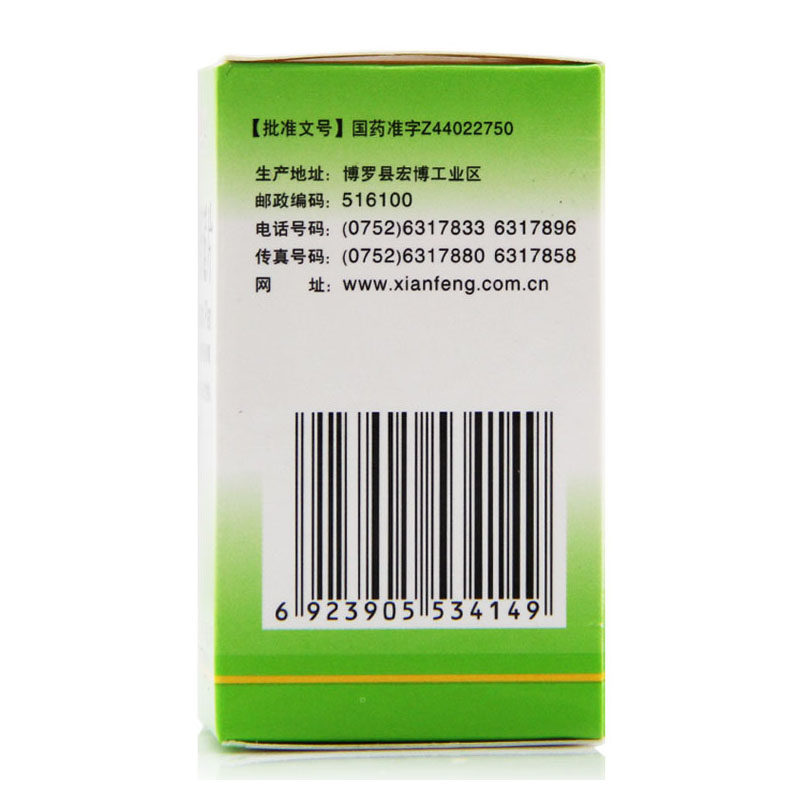 【批准文号】国药准字Z44022750
生产地址：博罗县宏博工业区
邮政编码：516100
电话号码：(0752)6317833 6317896
传真号码：(0752)6317880 6317858
网 址：www.xianfeng.com.cn
6 923905 534149